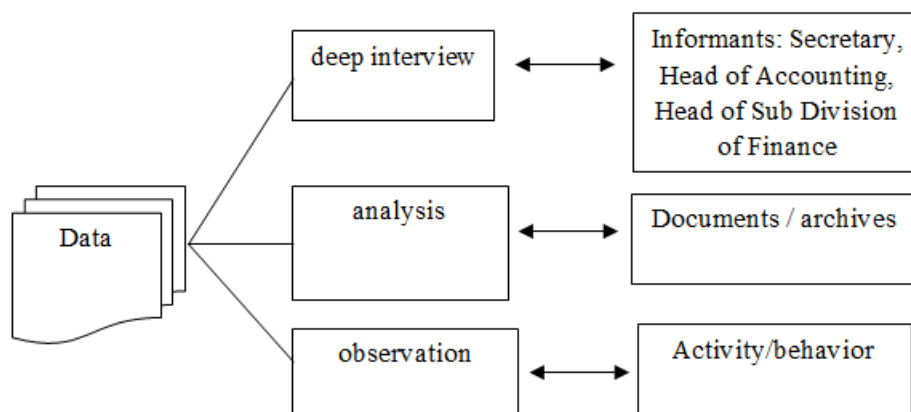 deep interview
Informants: Secretary,
Head of Accounting,
Head of Sub Division
of Finance
Data
analysis
Documents / archives
observation
Activity/behavior